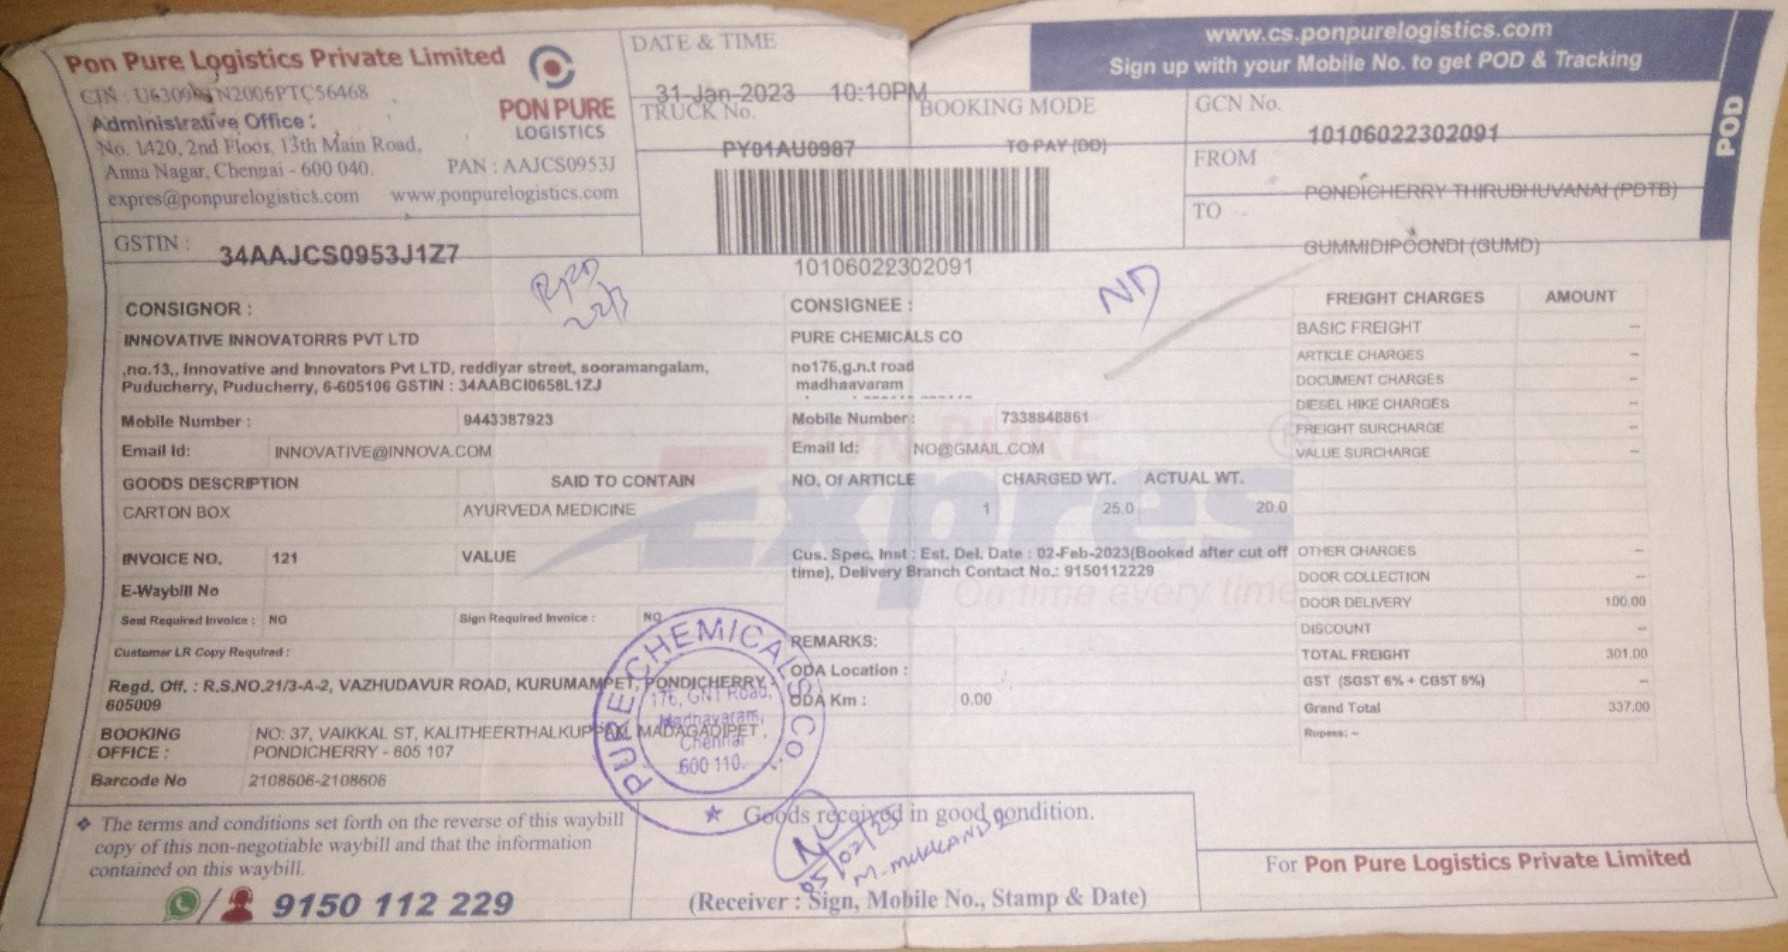 Pon Pure Logistics Private Limited
Administrative Office :
No. 1420, 2nd Floor, 13th Main Road,
Anna Nagar, Chennai - 600 040.
PAN : AAJCS0953J
expres@ponpurelogistics.com www.ponpurelogistics.com
PON PURE
LOGISTICS
GSTIN : 34AAJCS0953J1Z7
DATE & TIME
31-Jan-2023 10:10PM
TRUCK No.
PY01AU0987
BOOKING MODE
TO PAY (DD)
10106022302091
www.cs.ponpurelogistics.com
Sign up with your Mobile No. to get POD & Tracking
POD
GCN No.
10106022302091
FROM
PONDICHERRY THIRUBHUVANAI (PDTB)
TO
GUMMIDIPOONDI (GUMD)
ND
CONSIGNOR :
INNOVATIVE INNOVATORRS PVT LTD
,no.13,, Innovative and Innovators Pvt LTD, reddiyar street, sooramangalam,
Puducherry, Puducherry, 6-605106 GSTIN : 34AABCI0658L1ZJ
Mobile Number : 9443387923
Email Id: INNOVATIVE@INNOVA.COM
CONSIGNEE :
PURE CHEMICALS CO
no176,g.n.t road
madhaavaram
Mobile Number : 7338848861
Email Id: NO@GMAIL.COM
GOODS DESCRIPTION SAID TO CONTAIN NO. Of ARTICLE CHARGED WT. ACTUAL WT.
CARTON BOX AYURVEDA MEDICINE 1 25.0 20.0
INVOICE NO. 121 VALUE
E-Waybill No
Seal Required Invoice : NO Sign Required Invoice : NO
Customer LR Copy Required :
Cus. Spec, Inst : Est. Del. Date : 02-Feb-2023(Booked after cut off
time), Delivery Branch Contact No.: 9150112229
PON PURE
Expres
On time every time
REMARKS:
ODA Location :
ODA Km : 0.00
Regd. Off. : R.S.NO.21/3-A-2, VAZHUDAVUR ROAD, KURUMAMPET, PONDICHERRY -
605009
BOOKING OFFICE : NO: 37, VAIKKAL ST, KALITHEERTHALKUPPAM, MADAGADIPET ,
PONDICHERRY - 605 107
Barcode No 2108606-2108606
FREIGHT CHARGES AMOUNT
BASIC FREIGHT –
ARTICLE CHARGES –
DOCUMENT CHARGES –
DIESEL HIKE CHARGES –
FREIGHT SURCHARGE –
VALUE SURCHARGE –
OTHER CHARGES –
DOOR COLLECTION –
DOOR DELIVERY 100.00
DISCOUNT –
TOTAL FREIGHT 301.00
GST (SGST 6% + CGST 6%) –
Grand Total 337.00
Rupees: ~
PURE CHEMICALS CO.
176, GNT Road,
Madhavaram,
Chennai
600 110.
❖ The terms and conditions set forth on the reverse of this waybill
copy of this non-negotiable waybill and that the information
contained on this waybill.
9150 112 229
Goods received in good condition.
05/02/23
(Receiver : Sign, Mobile No., Stamp & Date)
For Pon Pure Logistics Private Limited